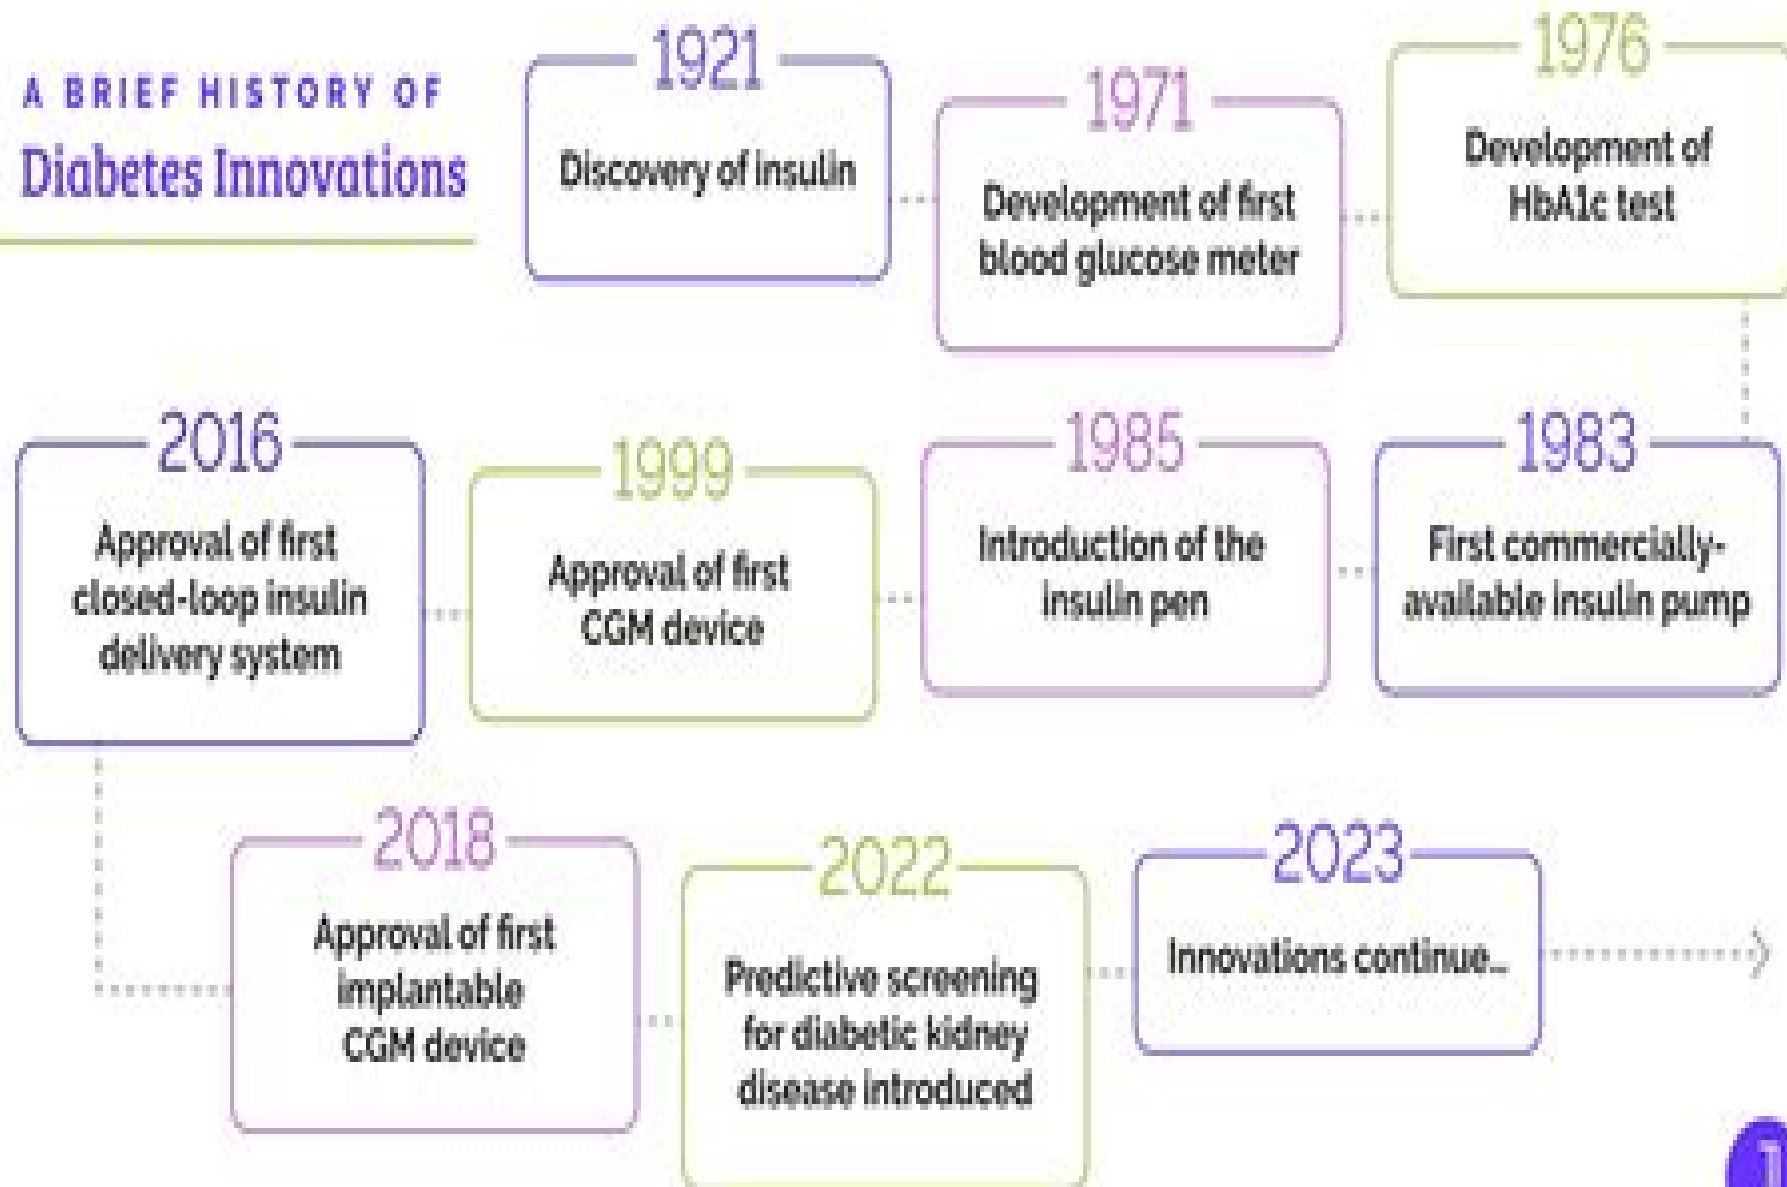 A BRIEF HISTORY OF
Diabetes Innovations
1921
Discovery of insulin
1971
Development of first
blood glucose meter
1976
Development of
HbA1c test
1983
First commercially-
available insulin pump
1985
Introduction of the
insulin pen
1999
Approval of first
CGM device
2016
Approval of first
closed-loop insulin
delivery system
2018
Approval of first
implantable
CGM device
2022
Predictive screening
for diabetic kidney
disease introduced
2023
Innovations continue...